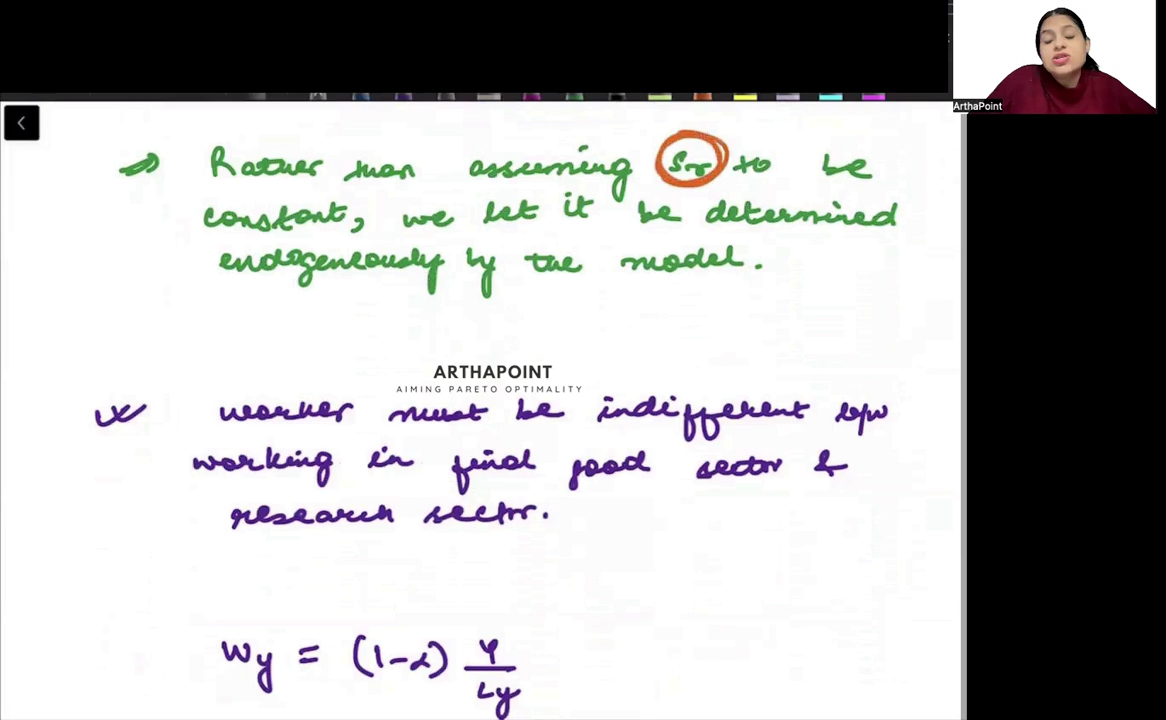 ArthaPoint
Rather than assuming SR to be
constant, we let it be determined
endogeneously by the model.
ARTHAPOINT
AIMING PARETO OPTIMALITY
worker must be indifferent b/w
working in final good sector &
research sector.
Wy = (1-α) Y
Ly